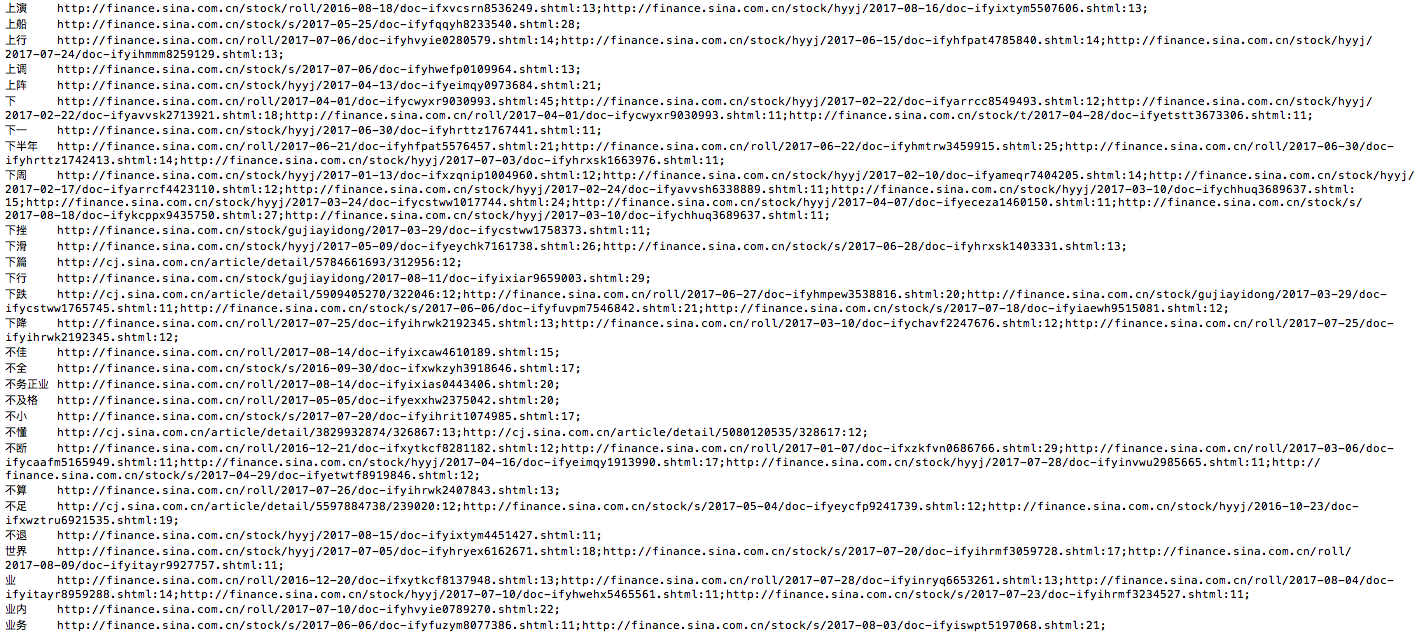 上演 http://finance.sina.com.cn/stock/roll/2016-08-18/doc-ifxvcsrn8536249.shtml:13;http://finance.sina.com.cn/stock/hyyj/2017-08-16/doc-ifyixtym5507606.shtml:13;
上船 http://finance.sina.com.cn/stock/s/2017-05-25/doc-ifyfqqyh8233540.shtml:28;
上行 http://finance.sina.com.cn/roll/2017-07-06/doc-ifyhvyie0280579.shtml:14;http://finance.sina.com.cn/stock/hyyj/2017-06-15/doc-ifyhfpat4785840.shtml:14;http://finance.sina.com.cn/stock/hyyj/
2017-07-24/doc-ifyihmmm8259129.shtml:13;
上调 http://finance.sina.com.cn/stock/s/2017-07-06/doc-ifyhwefp0109964.shtml:13;
上阵 http://finance.sina.com.cn/stock/hyyj/2017-04-13/doc-ifyeimqy0973684.shtml:21;
下 http://finance.sina.com.cn/roll/2017-04-01/doc-ifycwyxr9030993.shtml:45;http://finance.sina.com.cn/stock/hyyj/2017-02-22/doc-ifyarrcc8549493.shtml:12;http://finance.sina.com.cn/stock/hyyj/
2017-02-22/doc-ifyavvsk2713921.shtml:18;http://finance.sina.com.cn/roll/2017-04-01/doc-ifycwyxr9030993.shtml:11;http://finance.sina.com.cn/stock/t/2017-04-28/doc-ifyetstt3673306.shtml:11;
下一 http://finance.sina.com.cn/stock/hyyj/2017-06-30/doc-ifyhrttz1767441.shtml:11;
下半年 http://finance.sina.com.cn/roll/2017-06-21/doc-ifyhfpat5576457.shtml:21;http://finance.sina.com.cn/roll/2017-06-22/doc-ifyhmtrw3459915.shtml:25;http://finance.sina.com.cn/roll/2017-06-30/doc-
ifyhrttz1742413.shtml:14;http://finance.sina.com.cn/stock/hyyj/2017-07-03/doc-ifyhrxsk1663976.shtml:11;
下周 http://finance.sina.com.cn/stock/hyyj/2017-01-13/doc-ifxzqnip1004960.shtml:12;http://finance.sina.com.cn/stock/hyyj/2017-02-10/doc-ifyameqr7404205.shtml:14;http://finance.sina.com.cn/stock/hyyj/
2017-02-17/doc-ifyarrcf4423110.shtml:12;http://finance.sina.com.cn/stock/hyyj/2017-02-24/doc-ifyavvsh6338889.shtml:11;http://finance.sina.com.cn/stock/hyyj/2017-03-10/doc-ifychhuq3689637.shtml:
15;http://finance.sina.com.cn/stock/hyyj/2017-03-24/doc-ifycstww1017744.shtml:24;http://finance.sina.com.cn/stock/hyyj/2017-04-07/doc-ifyeceza1460150.shtml:11;http://finance.sina.com.cn/stock/s/
2017-08-18/doc-ifykcppx9435750.shtml:27;http://finance.sina.com.cn/stock/hyyj/2017-03-10/doc-ifychhuq3689637.shtml:11;
下挫 http://finance.sina.com.cn/stock/gujiayidong/2017-03-29/doc-ifycstww1758373.shtml:11;
下滑 http://finance.sina.com.cn/stock/hyyj/2017-05-09/doc-ifyeychk7161738.shtml:26;http://finance.sina.com.cn/stock/s/2017-06-28/doc-ifyhrxsk1403331.shtml:13;
下篇 http://cj.sina.com.cn/article/detail/5784661693/312956:12;
下行 http://finance.sina.com.cn/stock/gujiayidong/2017-08-11/doc-ifyixiar9659003.shtml:29;
下跌 http://cj.sina.com.cn/article/detail/5909405270/322046:12;http://finance.sina.com.cn/roll/2017-06-27/doc-ifyhmpew3538816.shtml:20;http://finance.sina.com.cn/stock/gujiayidong/2017-03-29/doc-
ifycstww1765745.shtml:11;http://finance.sina.com.cn/stock/s/2017-06-06/doc-ifyfuvpm7546842.shtml:21;http://finance.sina.com.cn/stock/s/2017-07-18/doc-ifyiaewh9515081.shtml:12;
下降 http://finance.sina.com.cn/roll/2017-07-25/doc-ifyihrwk2192345.shtml:13;http://finance.sina.com.cn/roll/2017-03-10/doc-ifychavf2247676.shtml:12;http://finance.sina.com.cn/roll/2017-07-25/doc-
ifyihrwk2192345.shtml:12;
不佳 http://finance.sina.com.cn/roll/2017-08-14/doc-ifyixcaw4610189.shtml:15;
不全 http://finance.sina.com.cn/stock/s/2016-09-30/doc-ifxwkzyh3918646.shtml:17;
不务正业 http://finance.sina.com.cn/roll/2017-08-14/doc-ifyixias0443406.shtml:20;
不及格 http://finance.sina.com.cn/roll/2017-05-05/doc-ifyexxhw2375042.shtml:20;
不小 http://finance.sina.com.cn/stock/s/2017-07-20/doc-ifyihrit1074985.shtml:17;
不懂 http://cj.sina.com.cn/article/detail/3829932874/326867:13;http://cj.sina.com.cn/article/detail/5080120535/328617:12;
不断 http://finance.sina.com.cn/roll/2016-12-21/doc-ifxytkcf8281182.shtml:12;http://finance.sina.com.cn/roll/2017-01-07/doc-ifxzkfvn0686766.shtml:29;http://finance.sina.com.cn/roll/2017-03-06/doc-
ifycaafm5165949.shtml:11;http://finance.sina.com.cn/stock/hyyj/2017-04-16/doc-ifyeimqy1913990.shtml:17;http://finance.sina.com.cn/stock/hyyj/2017-07-28/doc-ifyinvwu2985665.shtml:11;http://
finance.sina.com.cn/stock/s/2017-04-29/doc-ifyetwtf8919846.shtml:12;
不算 http://finance.sina.com.cn/roll/2017-07-26/doc-ifyihrwk2407843.shtml:13;
不足 http://cj.sina.com.cn/article/detail/5597884738/239020:12;http://finance.sina.com.cn/stock/s/2017-05-04/doc-ifyeycfp9241739.shtml:12;http://finance.sina.com.cn/stock/hyyj/2016-10-23/doc-
ifxwztru6921535.shtml:19;
不退 http://finance.sina.com.cn/stock/hyyj/2017-08-15/doc-ifyixtym4451427.shtml:11;
世界 http://finance.sina.com.cn/stock/hyyj/2017-07-05/doc-ifyhryex6162671.shtml:18;http://finance.sina.com.cn/stock/s/2017-07-20/doc-ifyihrmf3059728.shtml:17;http://finance.sina.com.cn/roll/
2017-08-09/doc-ifyitayr9927757.shtml:11;
业 http://finance.sina.com.cn/roll/2016-12-20/doc-ifxytkcf8137948.shtml:13;http://finance.sina.com.cn/roll/2017-07-28/doc-ifyinryq6653261.shtml:13;http://finance.sina.com.cn/roll/2017-08-04/doc-
ifyitayr8959288.shtml:14;http://finance.sina.com.cn/stock/hyyj/2017-07-10/doc-ifyhwehx5465561.shtml:11;http://finance.sina.com.cn/stock/s/2017-07-23/doc-ifyihrmf3234527.shtml:11;
业内 http://finance.sina.com.cn/roll/2017-07-10/doc-ifyhvyie0789270.shtml:22;
业务 http://finance.sina.com.cn/stock/s/2017-06-06/doc-ifyfuzym8077386.shtml:11;http://finance.sina.com.cn/stock/s/2017-08-03/doc-ifyiswpt5197068.shtml:21;